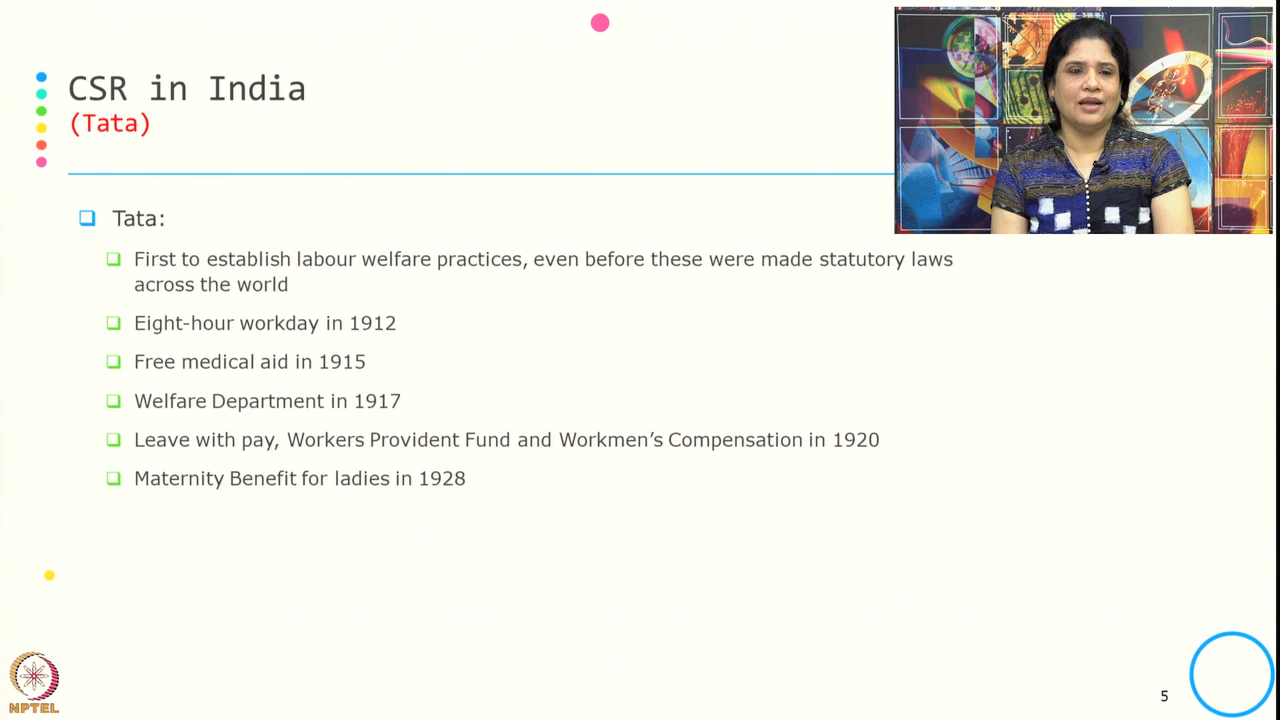 CSR in India
(Tata)
Tata:
First to establish labour welfare practices, even before these were made statutory laws
across the world
Eight-hour workday in 1912
Free medical aid in 1915
Welfare Department in 1917
Leave with pay, Workers Provident Fund and Workmen’s Compensation in 1920
Maternity Benefit for ladies in 1928
NPTEL
5